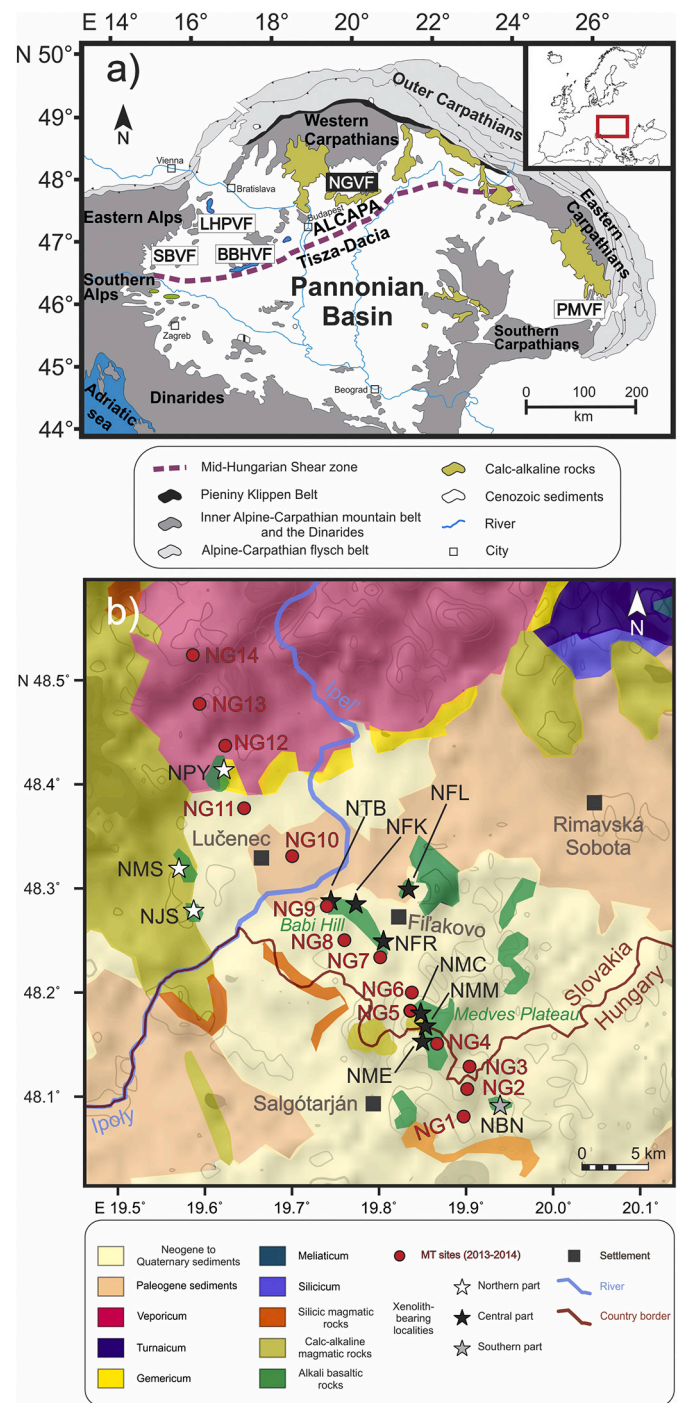 E 14° 16° 18° 20° 22° 24° 26°
N 50°
49°
48°
47°
46°
45°
44°
a)
N
Outer Carpathians
Western
Carpathians
Vienna
Bratislava
NGVF
Budapest
ALCAPA
Tisza-Dacia
Eastern Alps
LHPVF
SBVF
BBHVF
Southern
Alps
Eastern
Carpathians
Pannonian
Basin
PMVF
Zagreb
Southern
Carpathians
Beograd
Dinarides
Adriatic
sea
0 100 200
km
Mid-Hungarian Shear zone
Pieniny Klippen Belt
Inner Alpine-Carpathian mountain belt
and the Dinarides
Alpine-Carpathian flysch belt
Calc-alkaline rocks
Cenozoic sediments
River
City
b)
N
N 48.5°
48.4°
48.3°
48.2°
48.1°
NG14
Ipel'
NG13
NG12
NPY
NG11
NTB
NFL
NFK
Lučenec
NG10
Rimavská
Sobota
NMS
NJS
NG9
Babi Hill
Fiľakovo
NG8
NFR
NG7
NMC
Slovakia
Hungary
NG6
NMM
NG5
Medves Plateau
NG4
NME
NG3
NG2
Salgótarján
NG1
NBN
Ipoly
0 5 km
E 19.5° 19.6° 19.7° 19.8° 19.9° 20.0° 20.1°
Neogene to
Quaternary sediments
Paleogene sediments
Veporicum
Turnaicum
Gemericum
Meliaticum
Silicicum
Silicic magmatic
rocks
Calc-alkaline
magmatic rocks
Alkali basaltic
rocks
MT sites (2013-2014)
Xenolith-
bearing
localities
Northern part
Central part
Southern part
Settlement
River
Country border